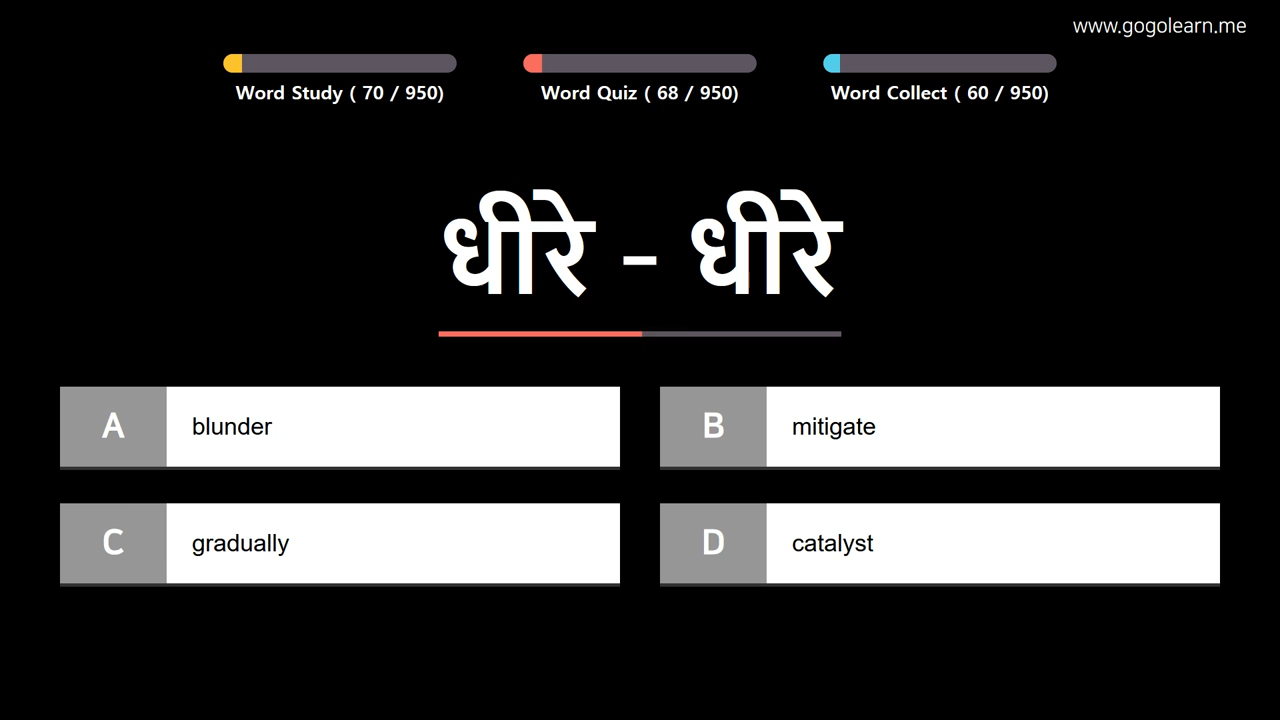 www.gogolearn.me
Word Study ( 70 / 950)
Word Quiz ( 68 / 950)
Word Collect ( 60 / 950)
धीरे - धीरे
A blunder
B mitigate
C gradually
D catalyst